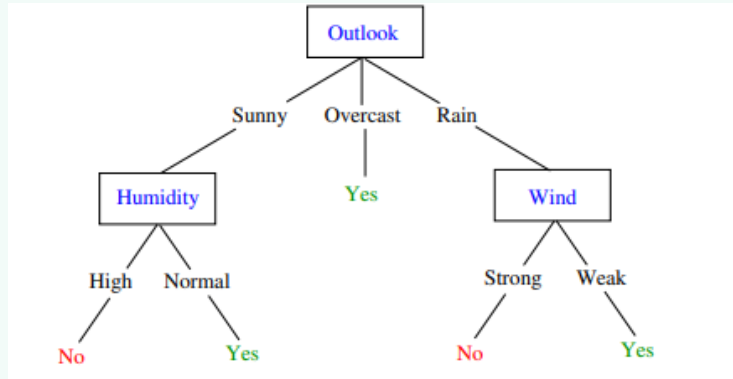 Outlook
Sunny Overcast Rain
Humidity Yes Wind
High Normal Strong Weak
No Yes No Yes